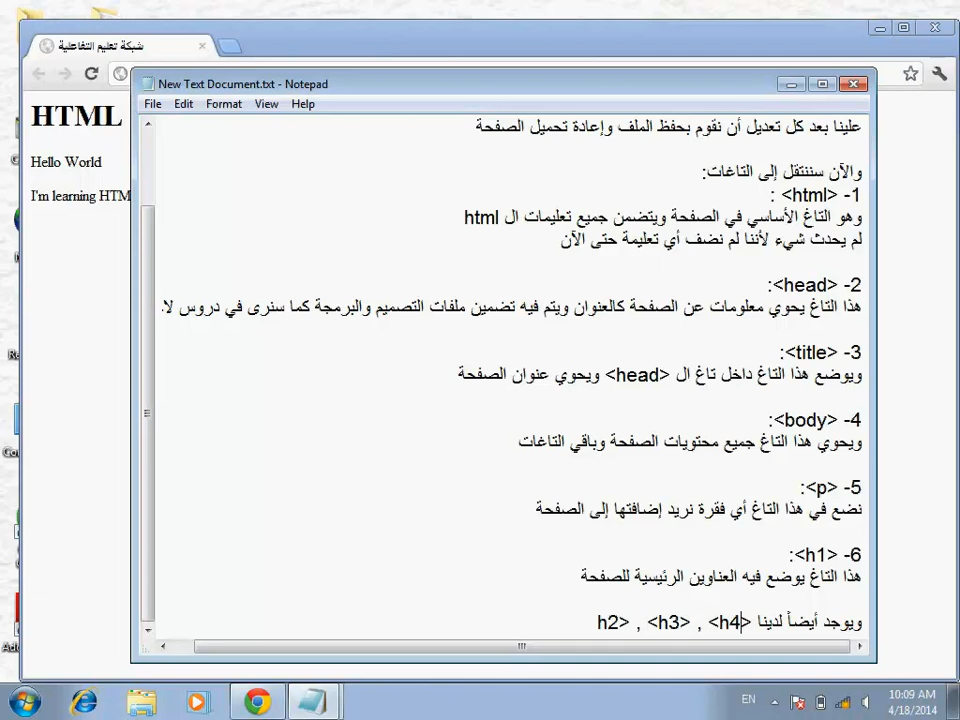 شبكة تعليم التفاعلية
New Text Document.txt - Notepad
File Edit Format View Help
HTML
Hello World
I'm learning HTM
علينا بعد كل تعديل أن نقوم بحفظ الملف وإعادة تحميل الصفحة
والآن سننتقل إلى التاغات:
1- <html> :
وهو التاغ الأساسي في الصفحة ويتضمن جميع تعليمات ال html
لم يحدث شيء لأننا لم نضف أي تعليمة حتى الآن
2- <head>:
هذا التاغ يحوي معلومات عن الصفحة كالعنوان ويتم فيه تضمين ملفات التصميم والبرمجة كما سنرى في دروس لا
3- <title>:
ويوضع هذا التاغ داخل تاغ ال <head> ويحوي عنوان الصفحة
4- <body>:
ويحوي هذا التاغ جميع محتويات الصفحة وباقي التاغات
5- <p>:
نضع في هذا التاغ أي فقرة نريد إضافتها إلى الصفحة
6- <h1>:
هذا التاغ يوضع فيه العناوين الرئيسية للصفحة
ويوجد أيضاً لدينا h2> , <h3> , <h4>
EN
10:09 AM
4/18/2014